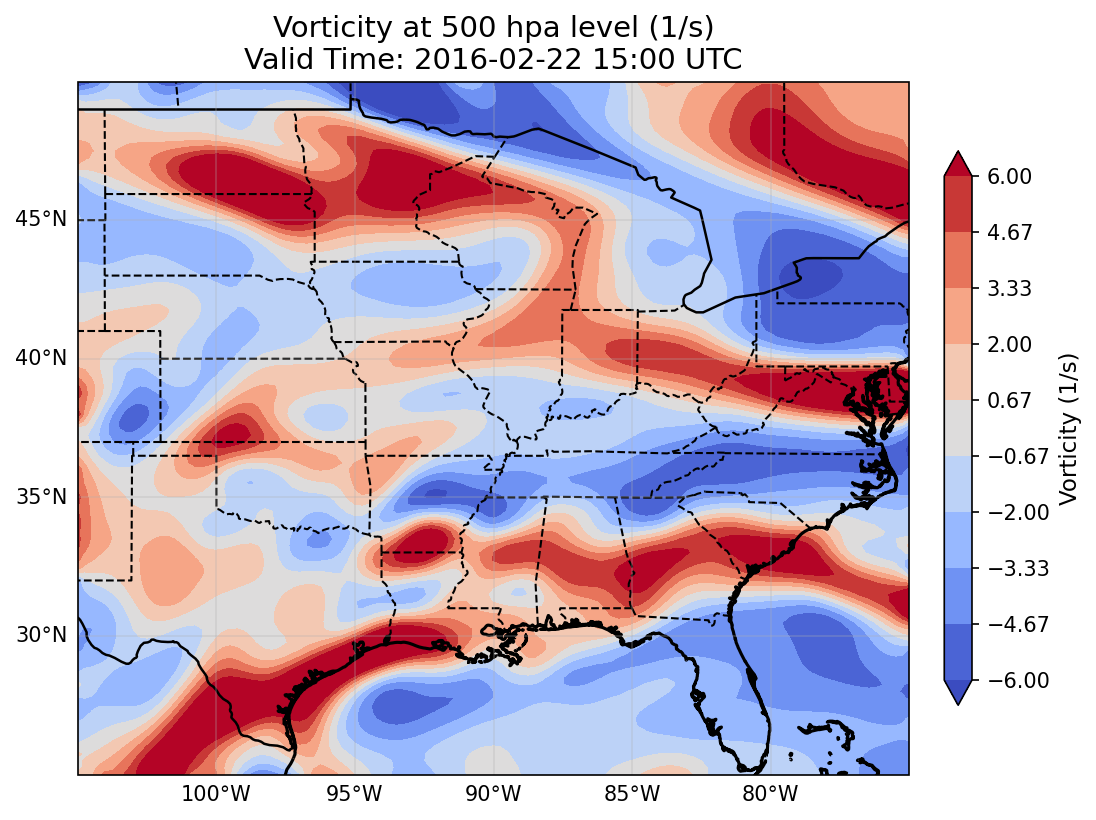 Vorticity at 500 hpa level (1/s)
Valid Time: 2016-02-22 15:00 UTC
45°N
40°N
35°N
30°N
100°W
95°W
90°W
85°W
80°W
6.00
4.67
3.33
2.00
0.67
−0.67
−2.00
−3.33
−4.67
−6.00
Vorticity (1/s)